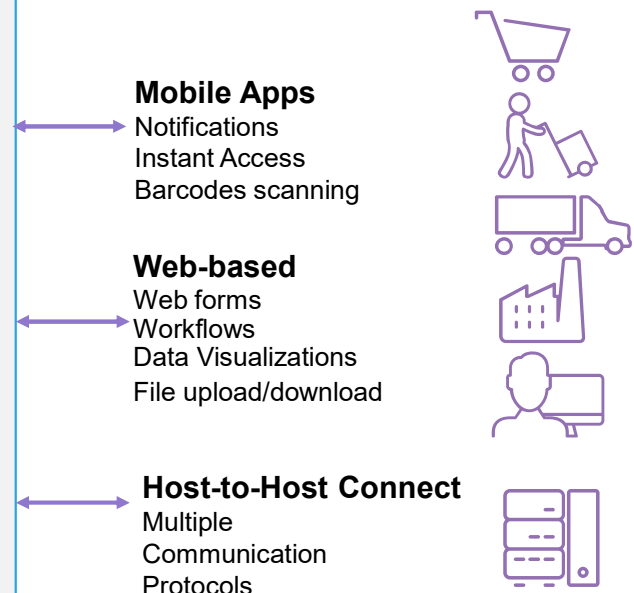 Mobile Apps
Notifications
Instant Access
Barcodes scanning
Web-based
Web forms
Workflows
Data Visualizations
File upload/download
Host-to-Host Connect
Multiple
Communication
Protocols